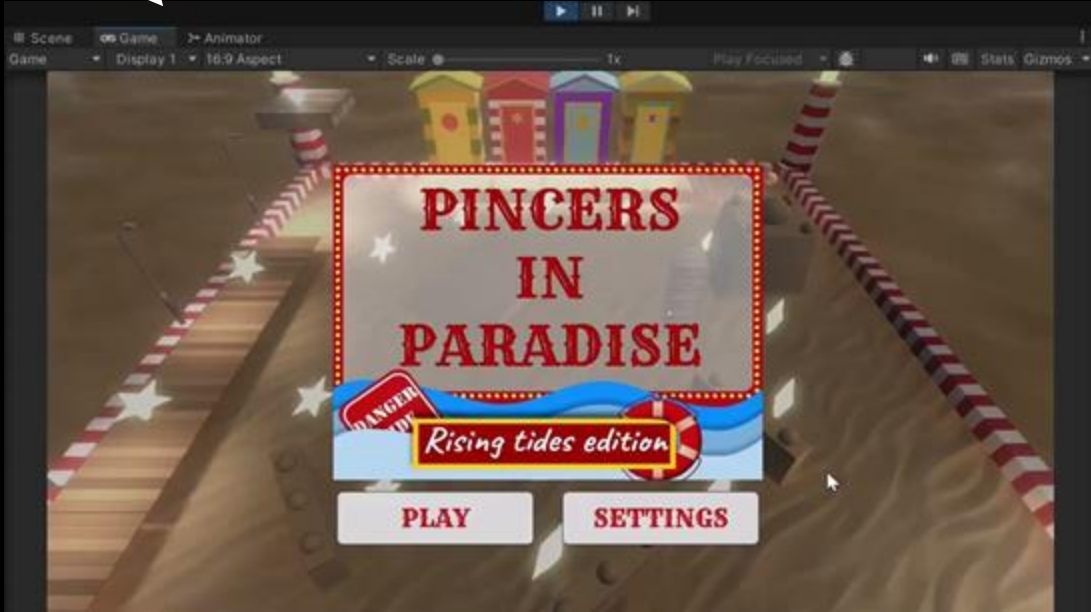 Scene Game Animator
Game Display 1 16:9 Aspect Scale 1x Play Focused Stats Gizmos
PINCERS
IN
PARADISE
DANGER
Rising tides edition
PLAY SETTINGS